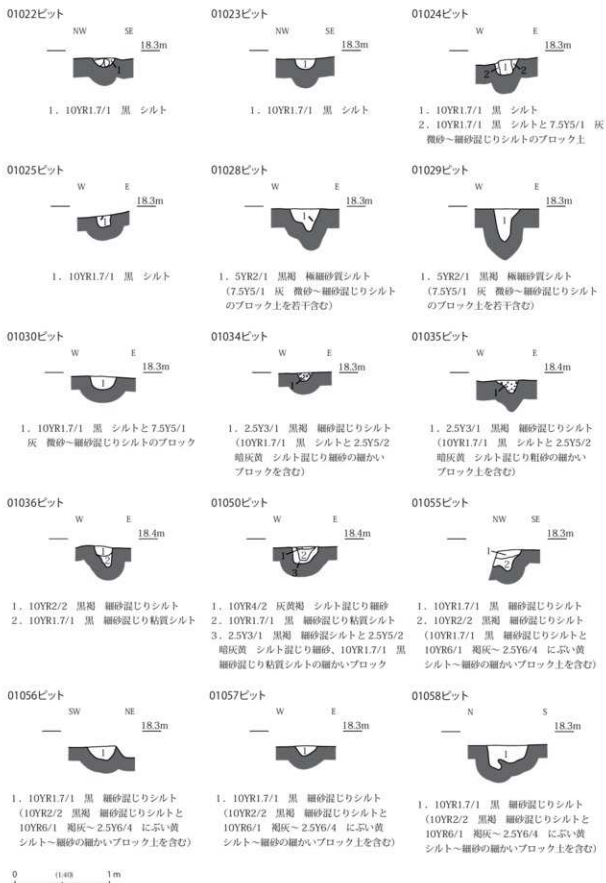 01022ピット
NW SE
18.3m
1
1. 10YR1.7/1 黒 シルト
01023ピット
NW SE
18.3m
1
1. 10YR1.7/1 黒 シルト
01024ピット
W E
18.3m
1
2 2
1. 10YR1.7/1 黒 シルト
2. 10YR1.7/1 黒 シルトと 7.5Y5/1 灰
微砂～細砂混じりシルトのブロック土
01025ピット
W E
18.3m
1
1. 10YR1.7/1 黒 シルト
01028ピット
W E
18.3m
1
1. 5YR2/1 黒褐 極細砂質シルト
(7.5Y5/1 灰 微砂～細砂混じりシルト
のブロック土を若干含む)
01029ピット
W E
18.3m
1
1. 5YR2/1 黒褐 極細砂質シルト
(7.5Y5/1 灰 微砂～細砂混じりシルト
のブロック土を若干含む)
01030ピット
W E
18.3m
1
1. 10YR1.7/1 黒 シルトと 7.5Y5/1
灰 微砂～細砂混じりシルトのブロック
01034ピット
W E
18.3m
1
1. 2.5Y3/1 黒褐 細砂混じりシルト
(10YR1.7/1 黒 シルトと 2.5Y5/2
暗灰黄 シルト混じり細砂の細かい
ブロックを含む)
01035ピット
W E
18.4m
1
1. 2.5Y3/1 黒褐 細砂混じりシルト
(10YR1.7/1 黒 シルトと 2.5Y5/2
暗灰黄 シルト混じり粗砂の細かい
ブロック土を含む)
01036ピット
W E
18.4m
1
2
1. 10YR2/2 黒褐 細砂混じりシルト
2. 10YR1.7/1 黒 細砂混じり粘質シルト
01050ピット
W E
18.4m
1
2
3
1. 10YR4/2 灰黄褐 シルト混じり細砂
2. 10YR1.7/1 黒 細砂混じり粘質シルト
3. 2.5Y3/1 黒褐 細砂混シルトと 2.5Y5/2
暗灰黄 シルト混じり細砂、10YR1.7/1 黒
細砂混じり粘質シルトの細かいブロック
01055ピット
NW SE
18.3m
1
2
1. 10YR1.7/1 黒 細砂混じりシルト
2. 10YR2/2 黒褐 細砂混じりシルト
(10YR1.7/1 黒 細砂混じりシルトと
10YR6/1 褐灰～ 2.5Y6/4 にぶい黄
シルト～細砂の細かいブロック土を含む)
01056ピット
SW NE
18.3m
1
1. 10YR1.7/1 黒 細砂混じりシルト
(10YR2/2 黒褐 細砂混じりシルトと
10YR6/1 褐灰～ 2.5Y6/4 にぶい黄
シルト～細砂の細かいブロック土を含む)
01057ピット
W E
18.3m
1
1. 10YR1.7/1 黒 細砂混じりシルト
(10YR2/2 黒褐 細砂混じりシルトと
10YR6/1 褐灰～ 2.5Y6/4 にぶい黄
シルト～細砂の細かいブロック土を含む)
01058ピット
N S
18.3m
1
1. 10YR1.7/1 黒 細砂混じりシルト
(10YR2/2 黒褐 細砂混じりシルトと
10YR6/1 褐灰～ 2.5Y6/4 にぶい黄
シルト～細砂の細かいブロック土を含む)
0 (1:40) 1m